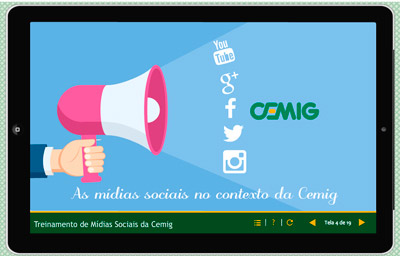 You
Tube
g+
f
CEMIG
As mídias sociais no contexto da Cemig
Treinamento de Mídias Sociais da Cemig
? Tela 4 de 19